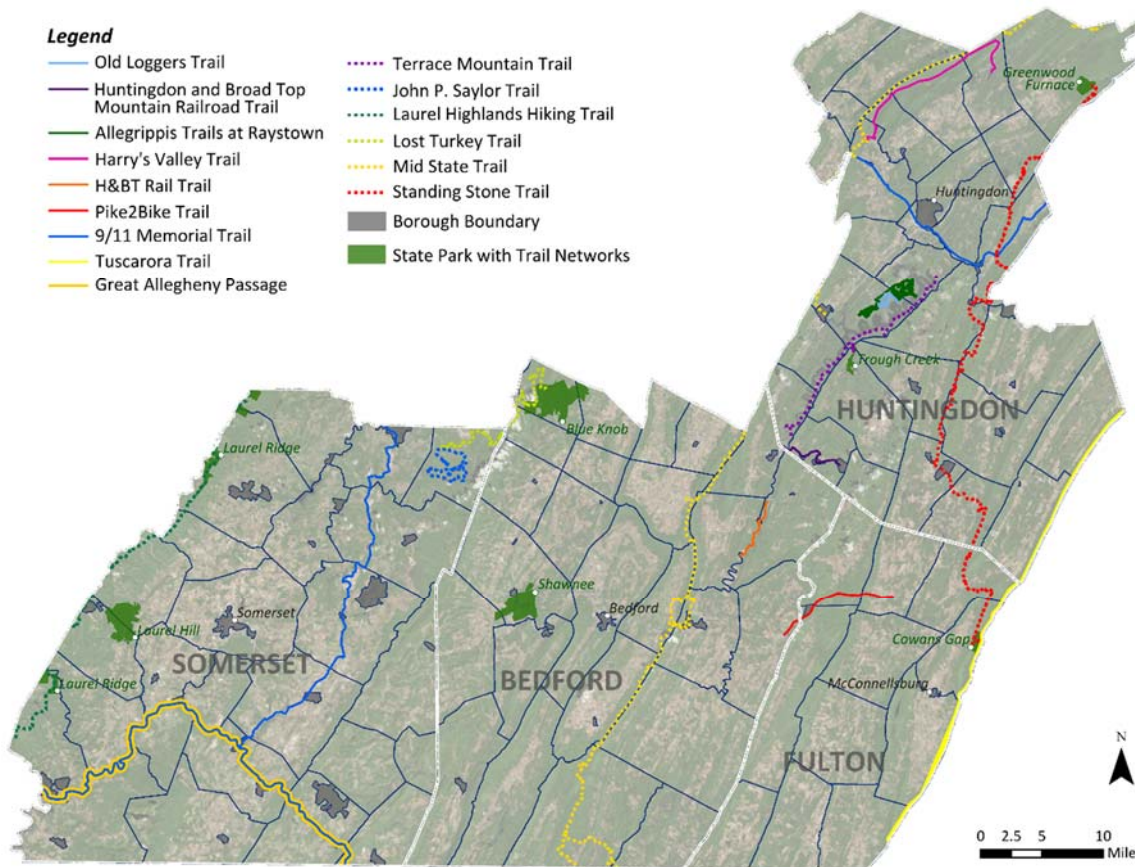 Legend
Old Loggers Trail
Huntingdon and Broad Top
Mountain Railroad Trail
Allegrippis Trails at Raystown
Harry's Valley Trail
H&BT Rail Trail
Pike2Bike Trail
9/11 Memorial Trail
Tuscarora Trail
Great Allegheny Passage
Terrace Mountain Trail
John P. Saylor Trail
Laurel Highlands Hiking Trail
Lost Turkey Trail
Mid State Trail
Standing Stone Trail
Borough Boundary
State Park with Trail Networks
Greenwood
Furnace
Huntingdon
Trough Creek
HUNTINGDON
Blue Knob
Laurel Ridge
Shawnee
Bedford
Somerset
Laurel Hill
SOMERSET
BEDFORD
Laurel Ridge
Cowans Gap
McConnellsburg
FULTON
N
0 2.5 5 10
Mile